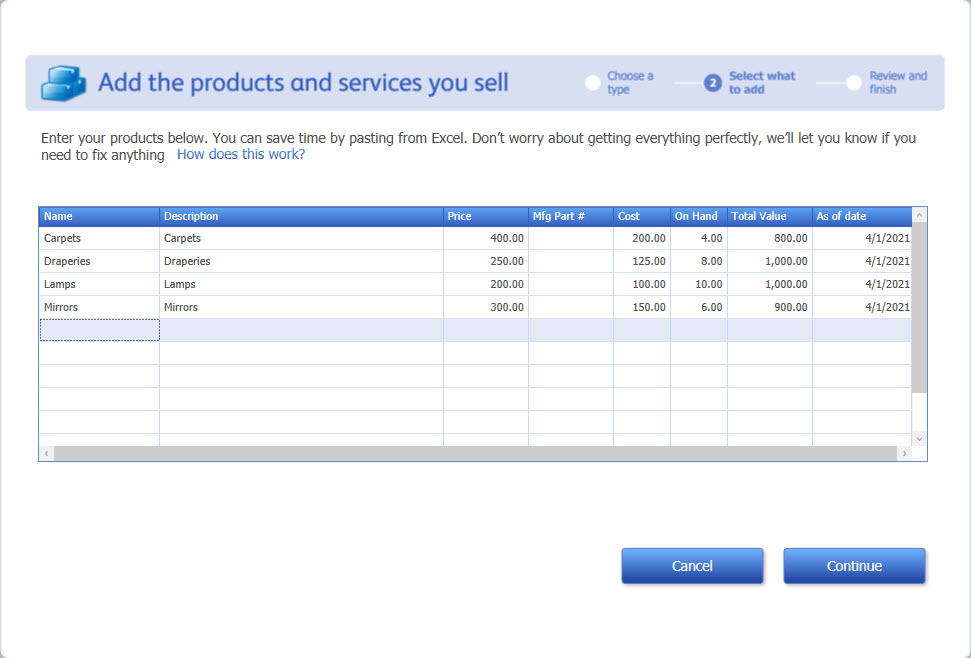 Add the products and services you sell
Choose a
type
2
Select what
to add
Review and
finish
Enter your products below. You can save time by pasting from Excel. Don't worry about getting everything perfectly, we'll let you know if you
need to fix anything How does this work?
Name Description Price Mfg Part # Cost On Hand Total Value As of date
Carpets Carpets 400.00 200.00 4.00 800.00 4/1/2021
Draperies Draperies 250.00 125.00 8.00 1,000.00 4/1/2021
Lamps Lamps 200.00 100.00 10.00 1,000.00 4/1/2021
Mirrors Mirrors 300.00 150.00 6.00 900.00 4/1/2021
Cancel Continue